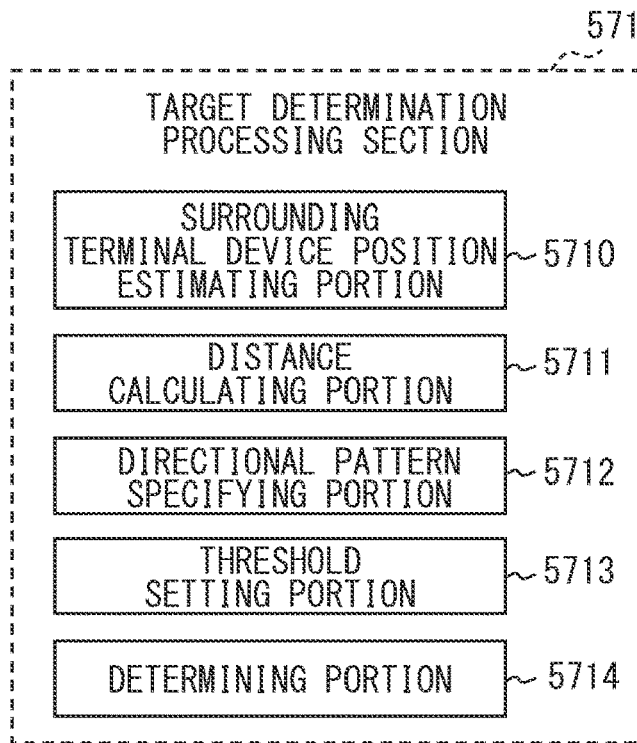 571
TARGET DETERMINATION
PROCESSING SECTION
SURROUNDING
TERMINAL DEVICE POSITION
ESTIMATING PORTION
5710
DISTANCE
CALCULATING PORTION
5711
DIRECTIONAL PATTERN
SPECIFYING PORTION
5712
THRESHOLD
SETTING PORTION
5713
DETERMINING PORTION
5714